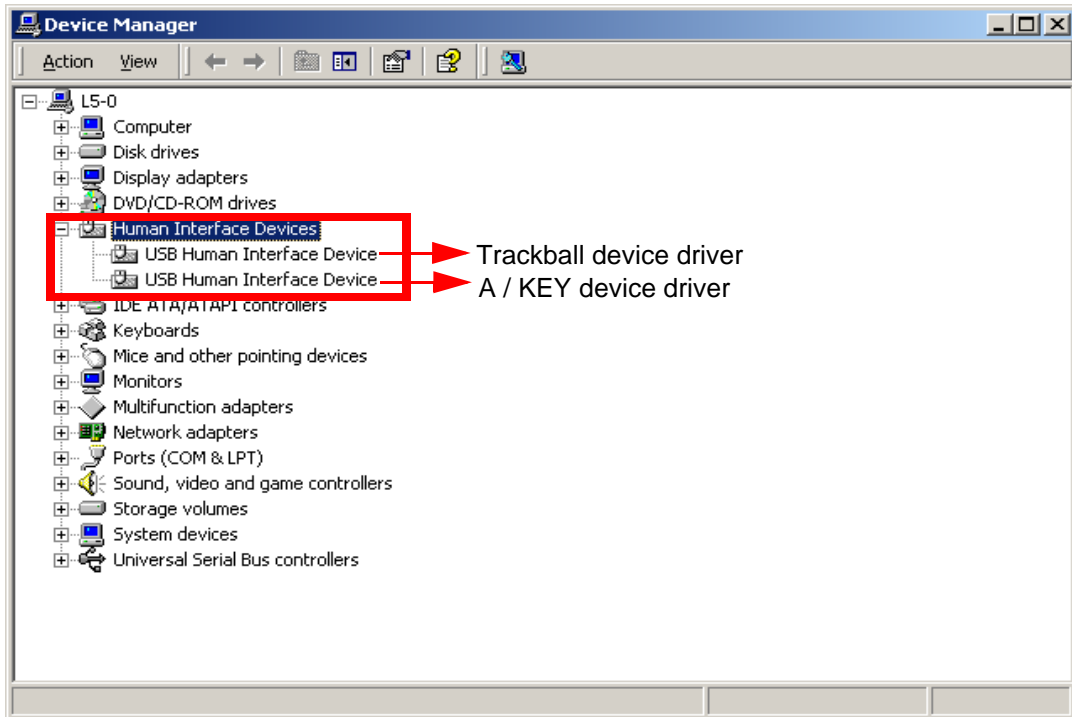 Device Manager
Action View
L5-0
Computer
Disk drives
Display adapters
DVD/CD-ROM drives
Human Interface Devices
USB Human Interface Device Trackball device driver
USB Human Interface Device A / KEY device driver
IDE ATA/ATAPI controllers
Keyboards
Mice and other pointing devices
Monitors
Multifunction adapters
Network adapters
Ports (COM & LPT)
Sound, video and game controllers
Storage volumes
System devices
Universal Serial Bus controllers